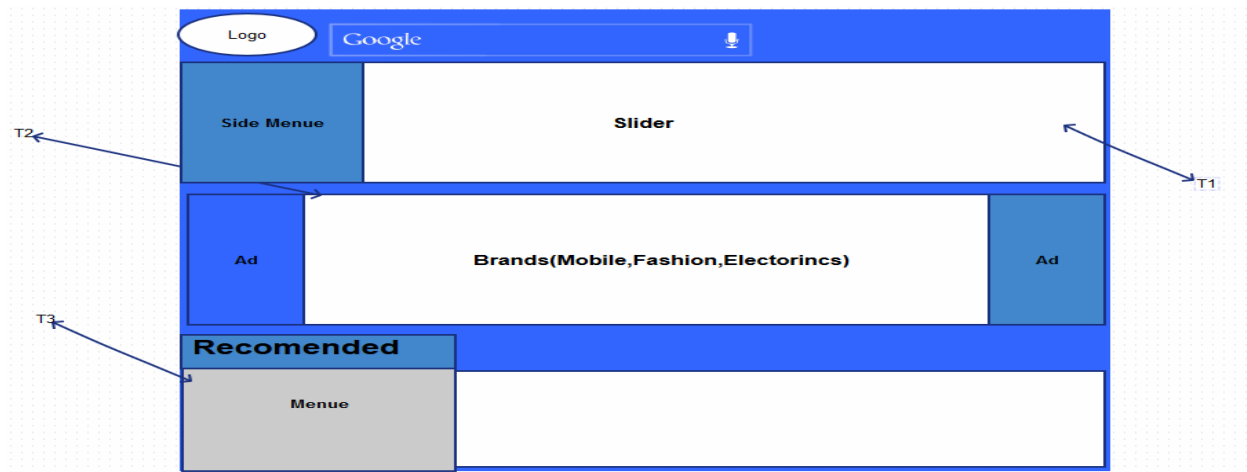 Logo
Google
Side Menue
Slider
T2
T1
Ad
Brands(Mobile,Fashion,Electorincs)
Ad
T3
Recomended
Menue